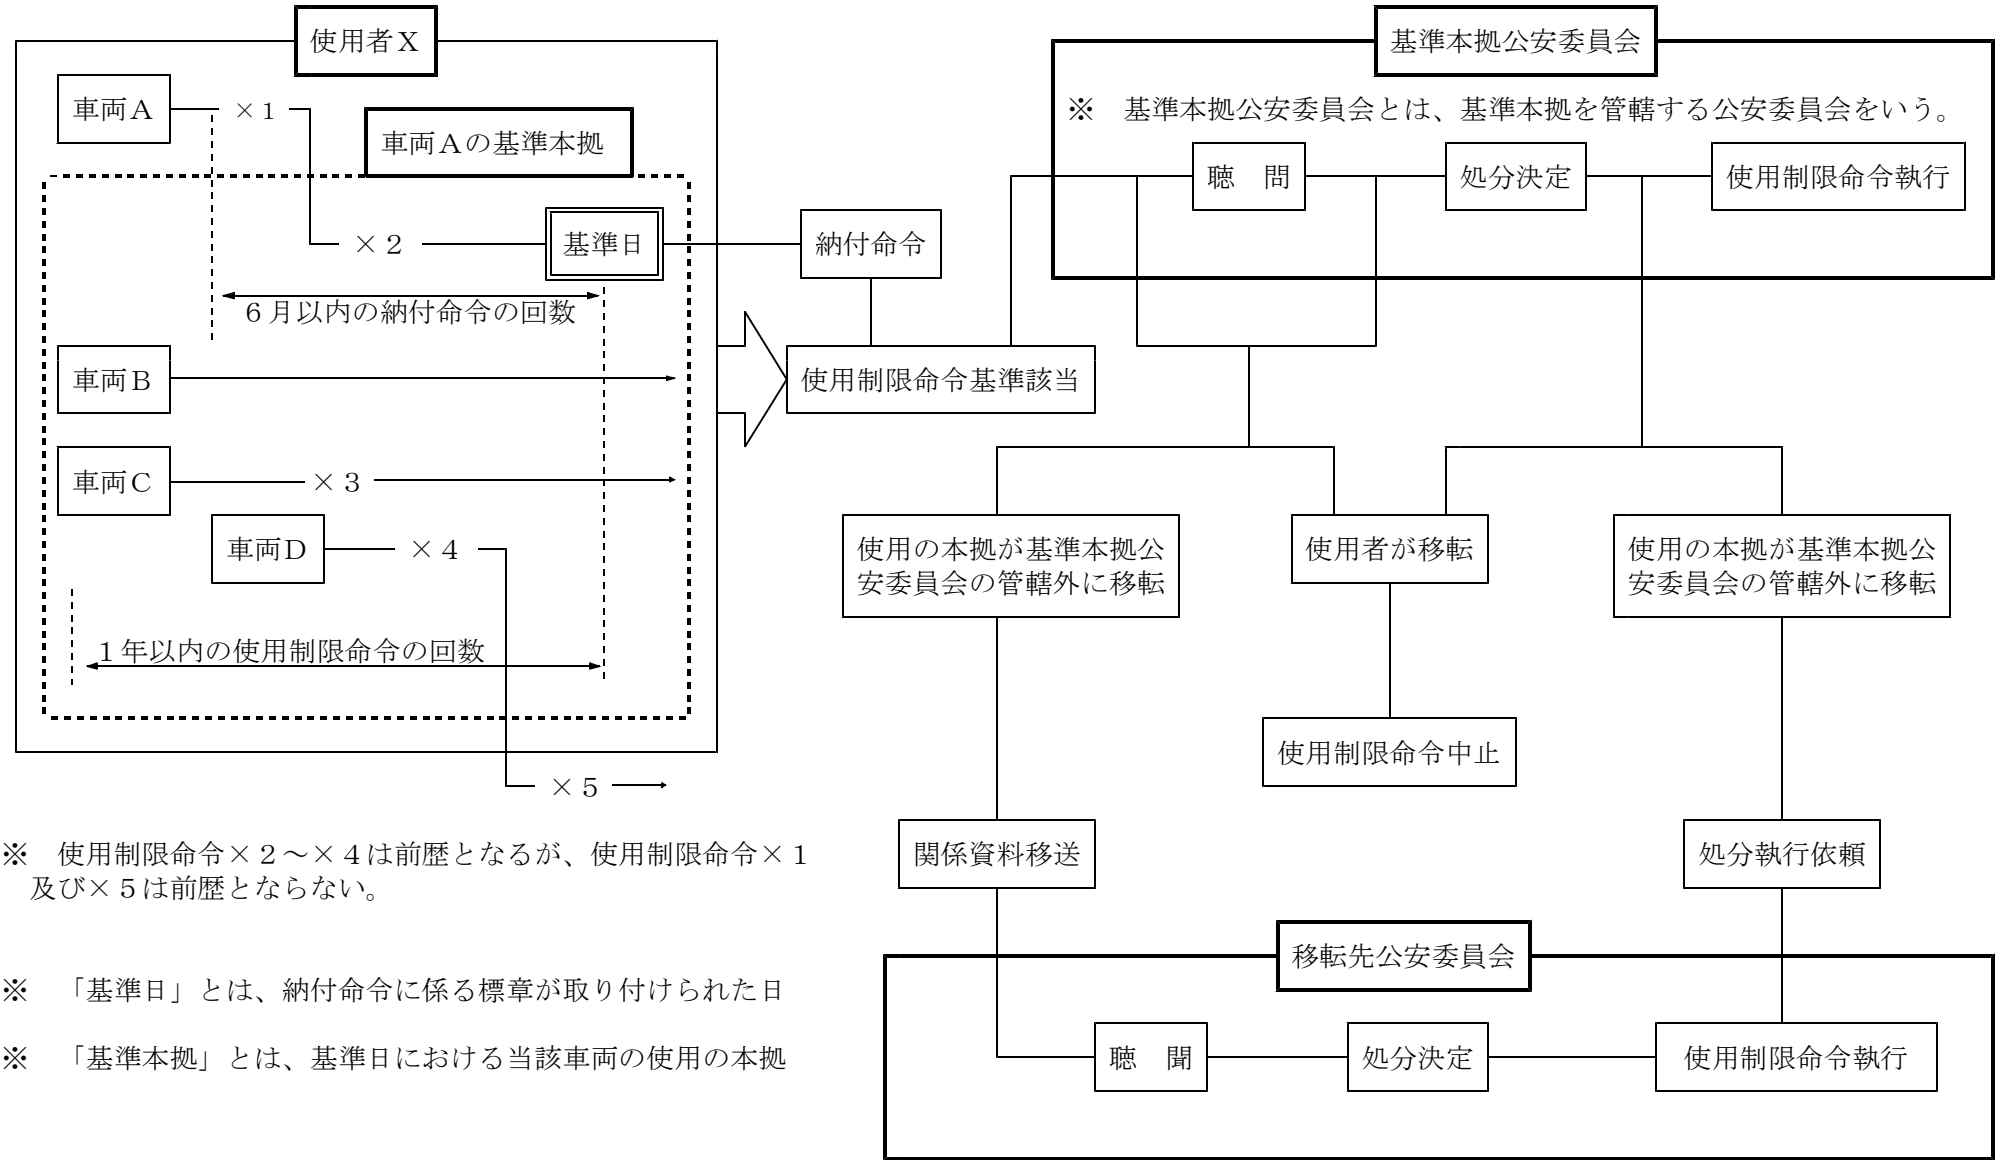 使用者Ｘ
車両Ａ
×１
車両Ａの基準本拠
×２
基準日
６月以内の納付命令の回数
車両Ｂ
車両Ｃ
×３
車両Ｄ
×４
１年以内の使用制限命令の回数
×５
納付命令
使用制限命令基準該当
基準本拠公安委員会
※　基準本拠公安委員会とは、基準本拠を管轄する公安委員会をいう。
聴　問
処分決定
使用制限命令執行
使用の本拠が基準本拠公
安委員会の管轄外に移転
使用者が移転
使用の本拠が基準本拠公
安委員会の管轄外に移転
使用制限命令中止
関係資料移送
処分執行依頼
移転先公安委員会
聴　聞
処分決定
使用制限命令執行
※　使用制限命令×２～×４は前歴となるが、使用制限命令×１
及び×５は前歴とならない。
※　「基準日」とは、納付命令に係る標章が取り付けられた日
※　「基準本拠」とは、基準日における当該車両の使用の本拠